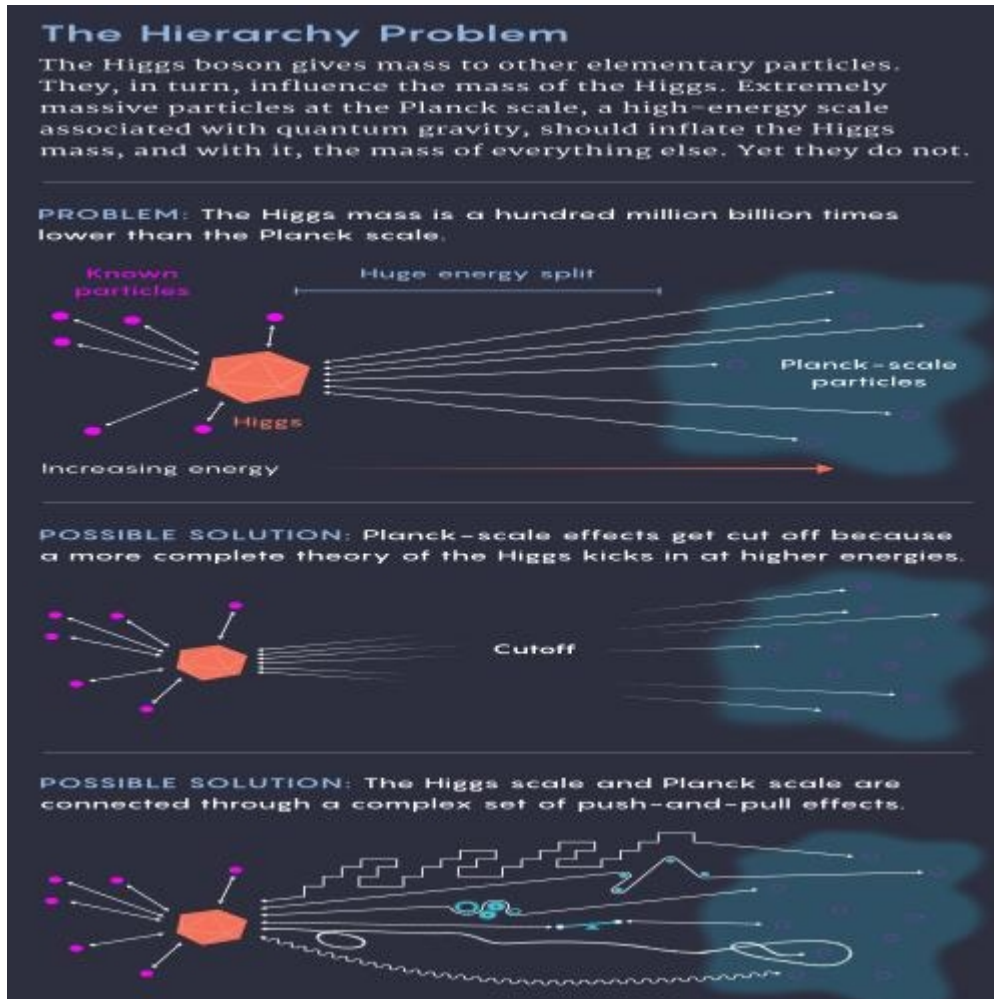 The Hierarchy Problem
The Higgs boson gives mass to other elementary particles.
They, in turn, influence the mass of the Higgs. Extremely
massive particles at the Planck scale, a high-energy scale
associated with quantum gravity, should inflate the Higgs
mass, and with it, the mass of everything else. Yet they do not.
PROBLEM: The Higgs mass is a hundred million billion times
lower than the Planck scale.
Known
particles
Huge energy split
Planck-scale
particles
Higgs
Increasing energy
POSSIBLE SOLUTION: Planck-scale effects get cut off because
a more complete theory of the Higgs kicks in at higher energies.
Cutoff
POSSIBLE SOLUTION: The Higgs scale and Planck scale are
connected through a complex set of push-and-pull effects.